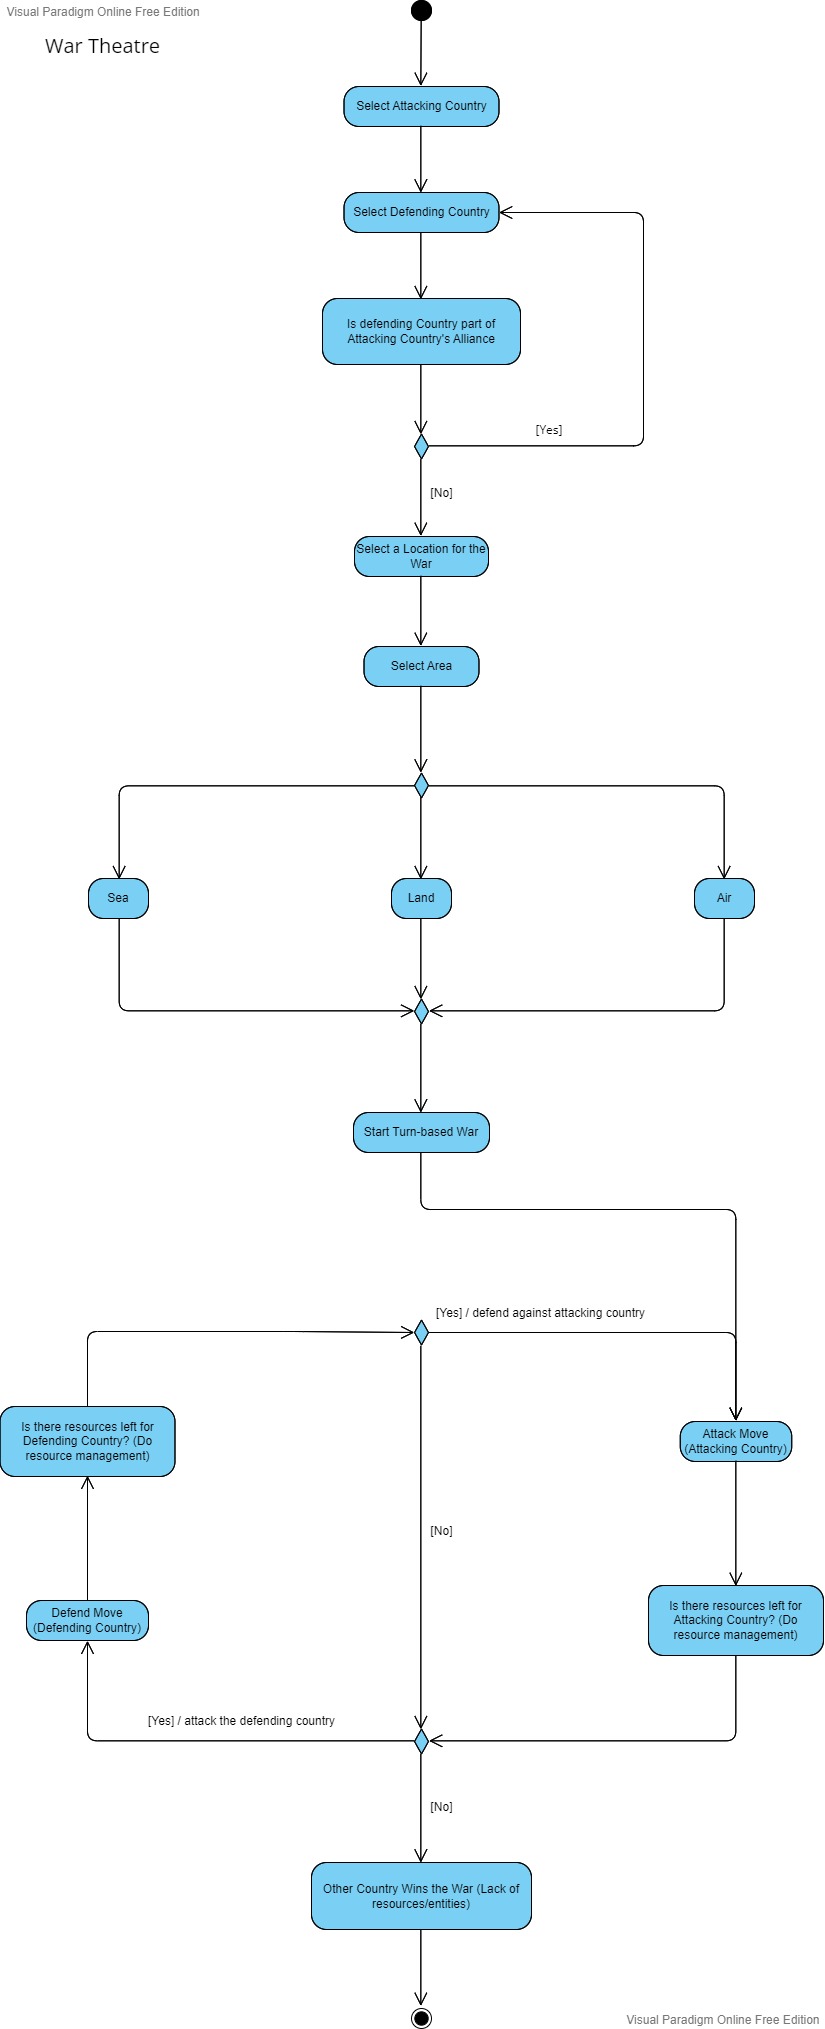 Visual Paradigm Online Free Edition
War Theatre
Select Attacking Country
Select Defending Country
Is defending Country part of
Attacking Country's Alliance
[Yes]
[No]
Select a Location for the
War
Select Area
Sea
Land
Air
Start Turn-based War
[Yes] / defend against attacking country
Is there resources left for
Defending Country? (Do
resource management)
Attack Move
(Attacking Country)
[No]
Defend Move
(Defending Country)
Is there resources left for
Attacking Country? (Do
resource management)
[Yes] / attack the defending country
[No]
Other Country Wins the War (Lack of
resources/entities)
Visual Paradigm Online Free Edition